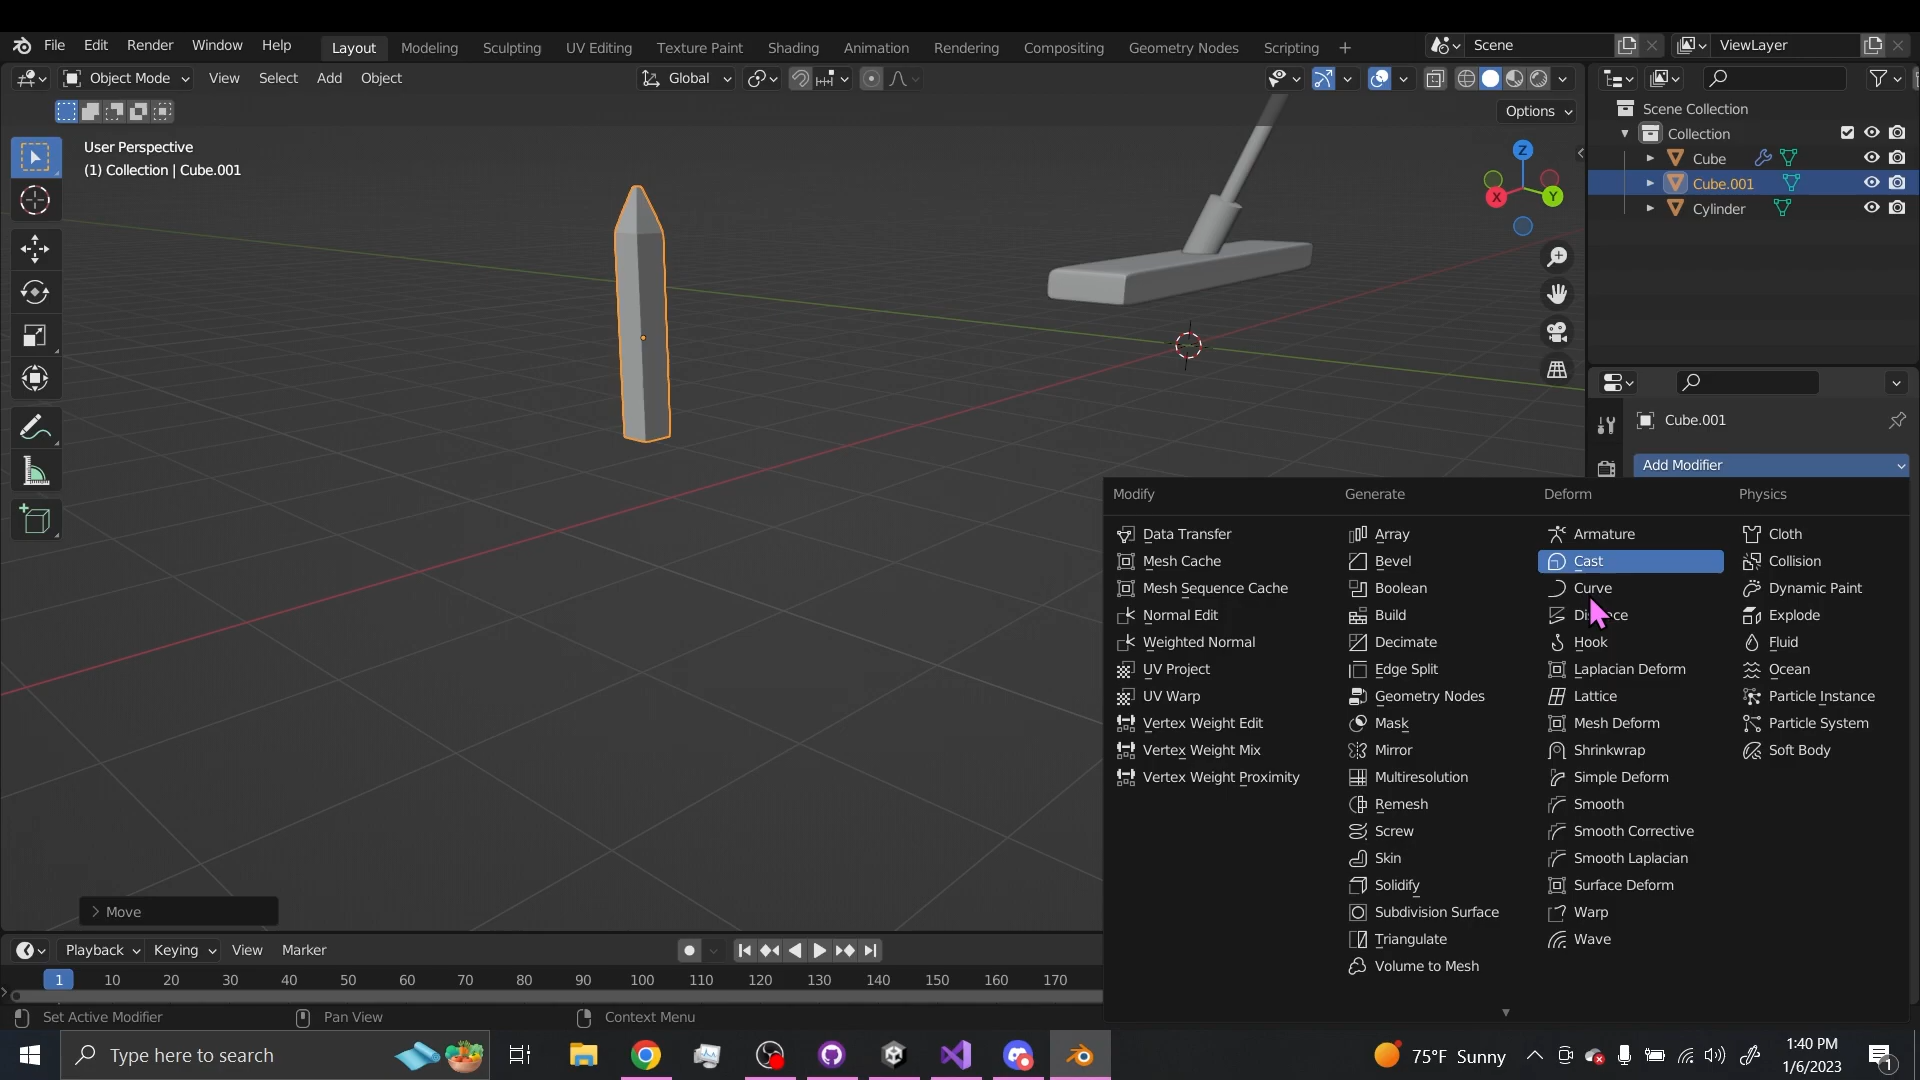 File Edit Render Window Help Layout Modeling Sculpting UV Editing Texture Paint Shading Animation Rendering Compositing Geometry Nodes Scripting + Scene ViewLayer
Object Mode View Select Add Object Global
Options
User Perspective
(1) Collection | Cube.001
Z
X
Y
Scene Collection
Collection
Cube
Cube.001
Cylinder
Cube.001
Add Modifier
Modify Generate Deform Physics
Data Transfer Array Armature Cloth
Mesh Cache Bevel Cast Collision
Mesh Sequence Cache Boolean Curve Dynamic Paint
Normal Edit Build Explode
Weighted Normal Decimate Hook Fluid
UV Project Edge Split Laplacian Deform Ocean
UV Warp Geometry Nodes Lattice Particle Instance
Vertex Weight Edit Mask Mesh Deform Particle System
Vertex Weight Mix Mirror Shrinkwrap Soft Body
Vertex Weight Proximity Multiresolution Simple Deform
Remesh Smooth
Screw Smooth Corrective
Skin Smooth Laplacian
Solidify Surface Deform
Subdivision Surface Warp
Triangulate Wave
Volume to Mesh
Move
Playback Keying View Marker
1 10 20 30 40 50 60 70 80 90 100 110 120 130 140 150 160 170
Set Active Modifier Pan View Context Menu
Type here to search
75°F Sunny
1:40 PM
1/6/2023
1